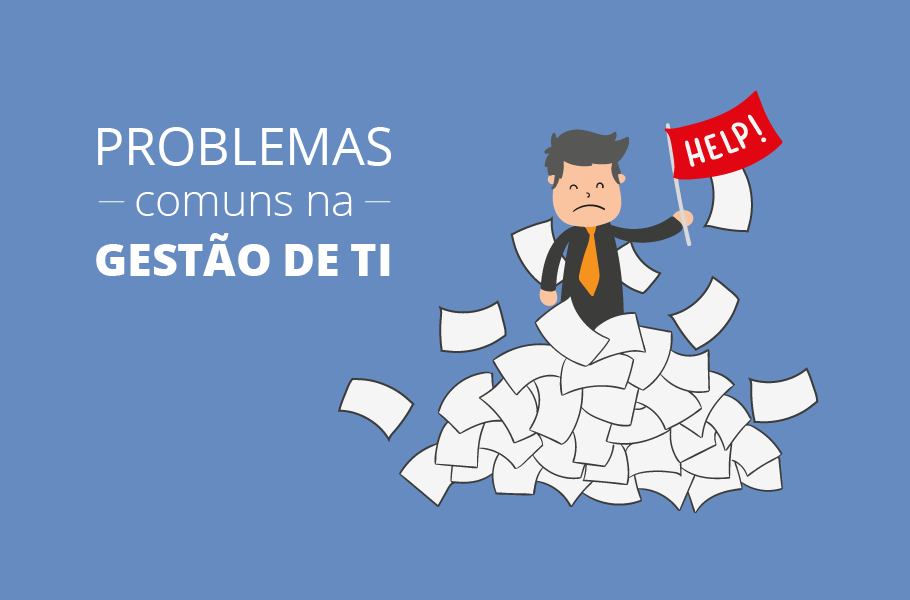 PROBLEMAS
comuns na
GESTÃO DE TI
HELP!